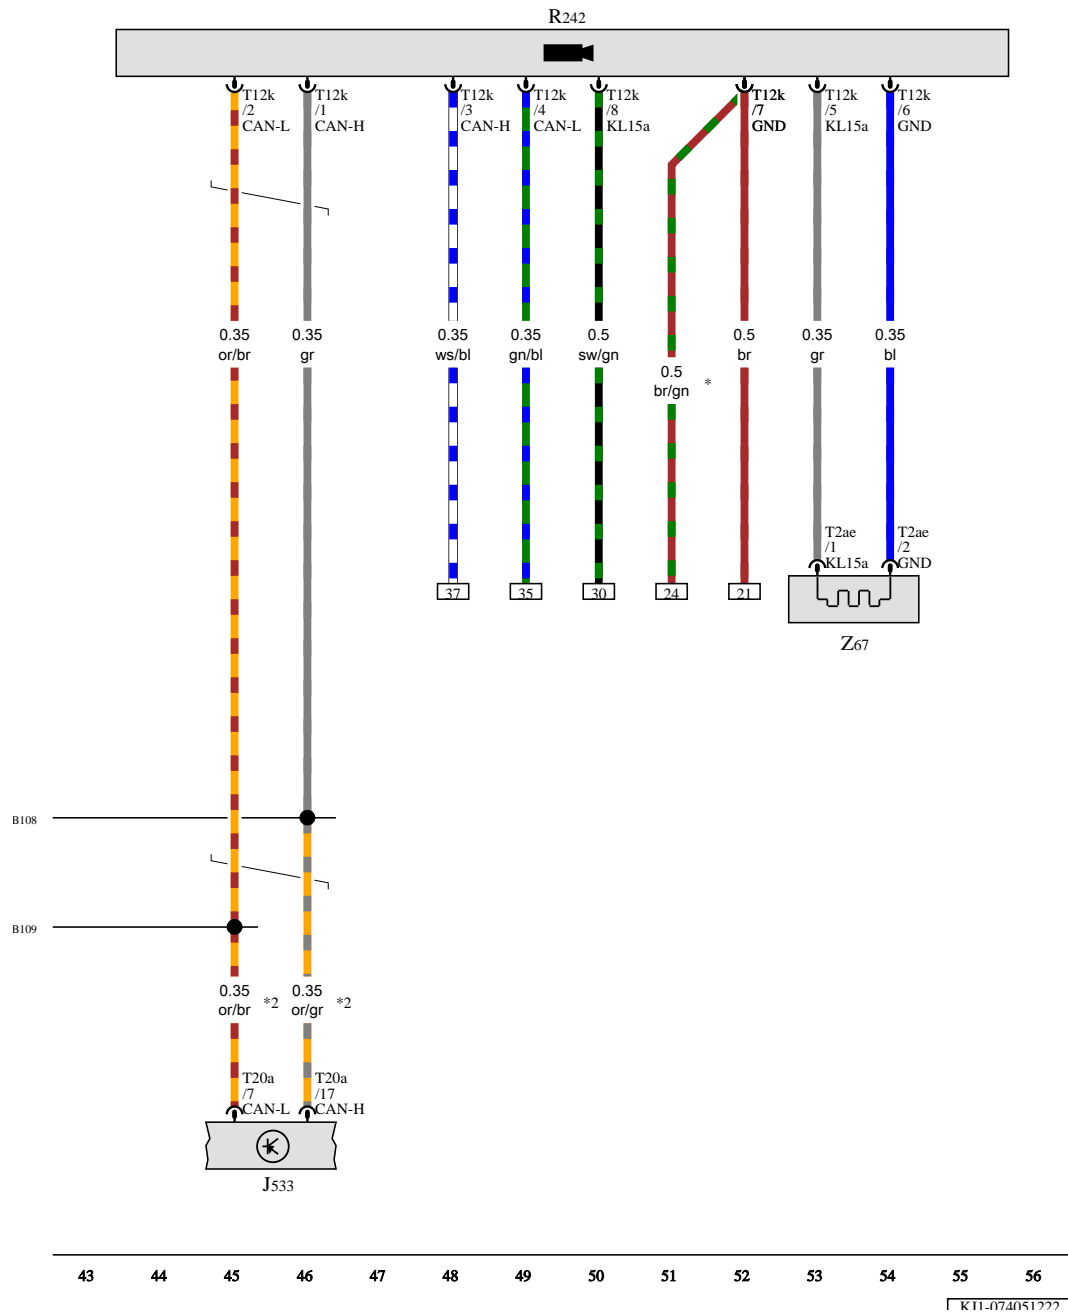 R242
T12k
/2
CAN-L
T12k
/1
CAN-H
T12k
/3
CAN-H
T12k
/4
CAN-L
T12k
/8
KL15a
T12k
/7
GND
T12k
/5
KL15a
T12k
/6
GND
0.35
or/br
0.35
gr
0.35
ws/bl
0.35
gn/bl
0.5
sw/gn
0.5
br/gn
*
0.5
br
0.35
gr
0.35
bl
T2ae
/1
KL15a
T2ae
/2
GND
37
35
30
24
21
Z67
B108
B109
0.35
or/br
*2
0.35
or/gr
*2
T20a
/7
CAN-L
T20a
/17
CAN-H
J533
43 44 45 46 47 48 49 50 51 52 53 54 55 56
KJ1-074051222